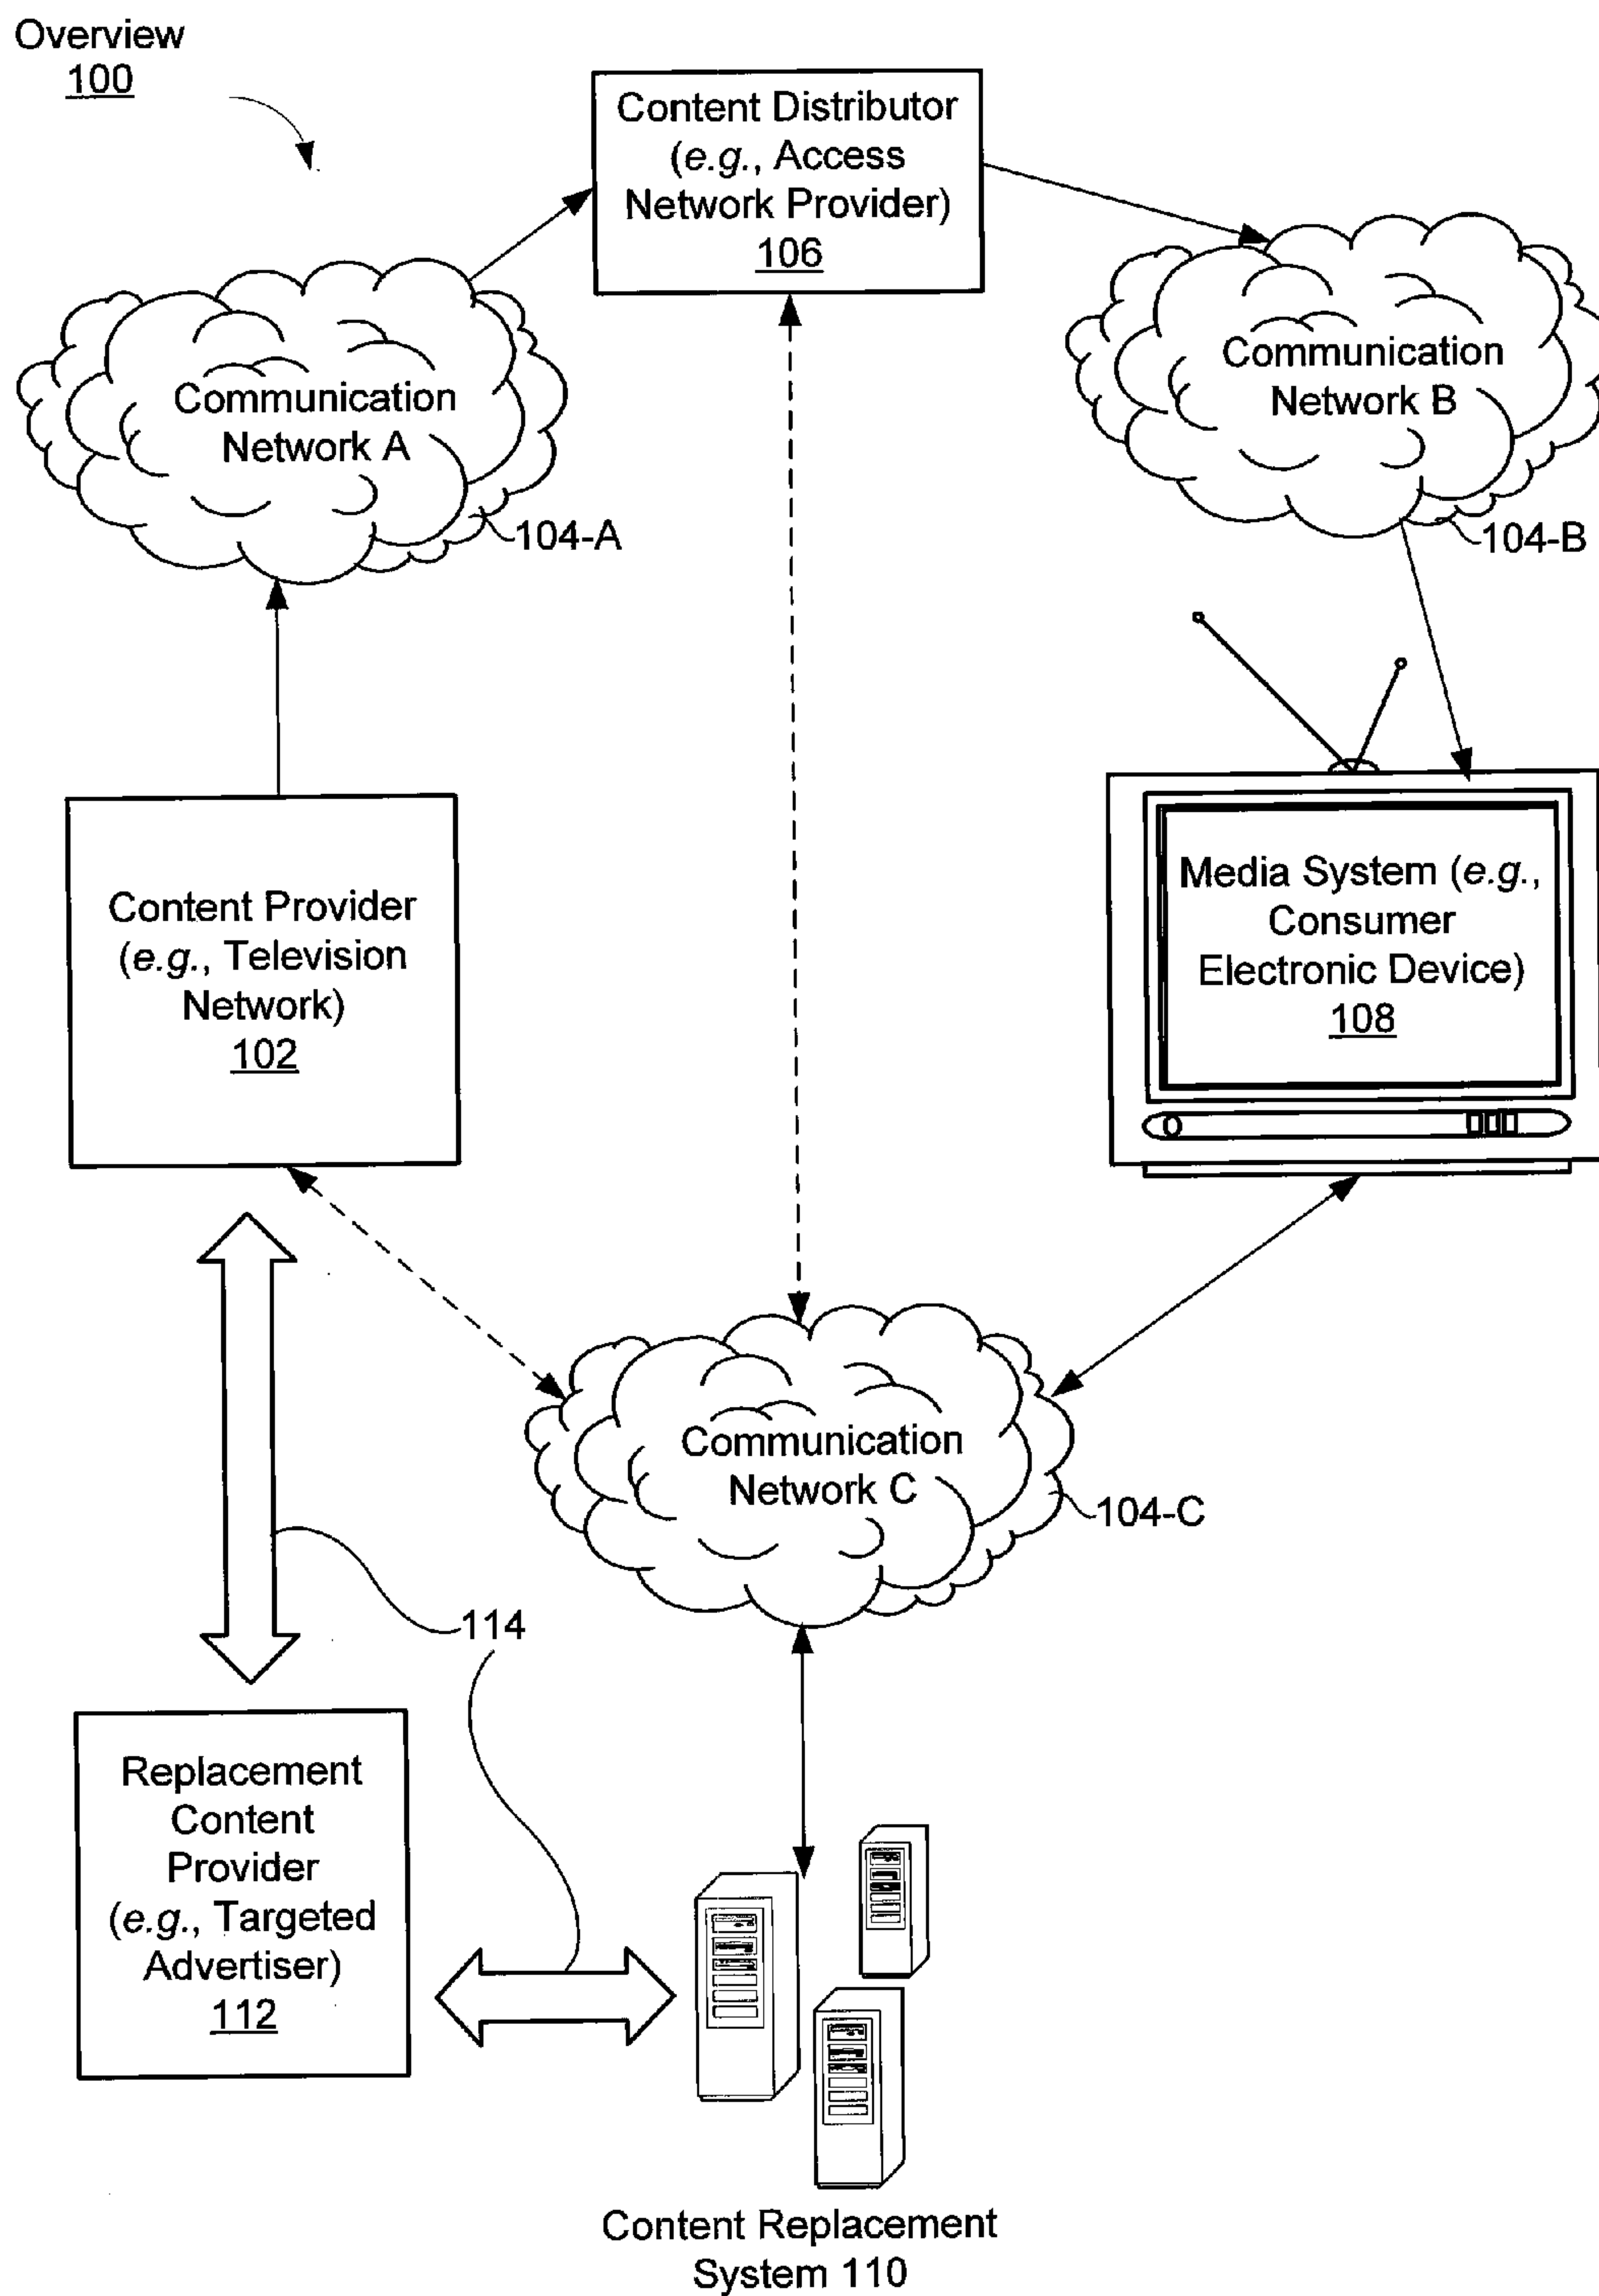 Overview
100
Content Distributor
(e.g., Access
Network Provider)
106
Communication
Network A
104-A
Communication
Network B
104-B
Content Provider
(e.g., Television
Network)
102
Media System (e.g.,
Consumer
Electronic Device)
108
Communication
Network C
104-C
114
Replacement
Content
Provider
(e.g., Targeted
Advertiser)
112
Content Replacement
System 110